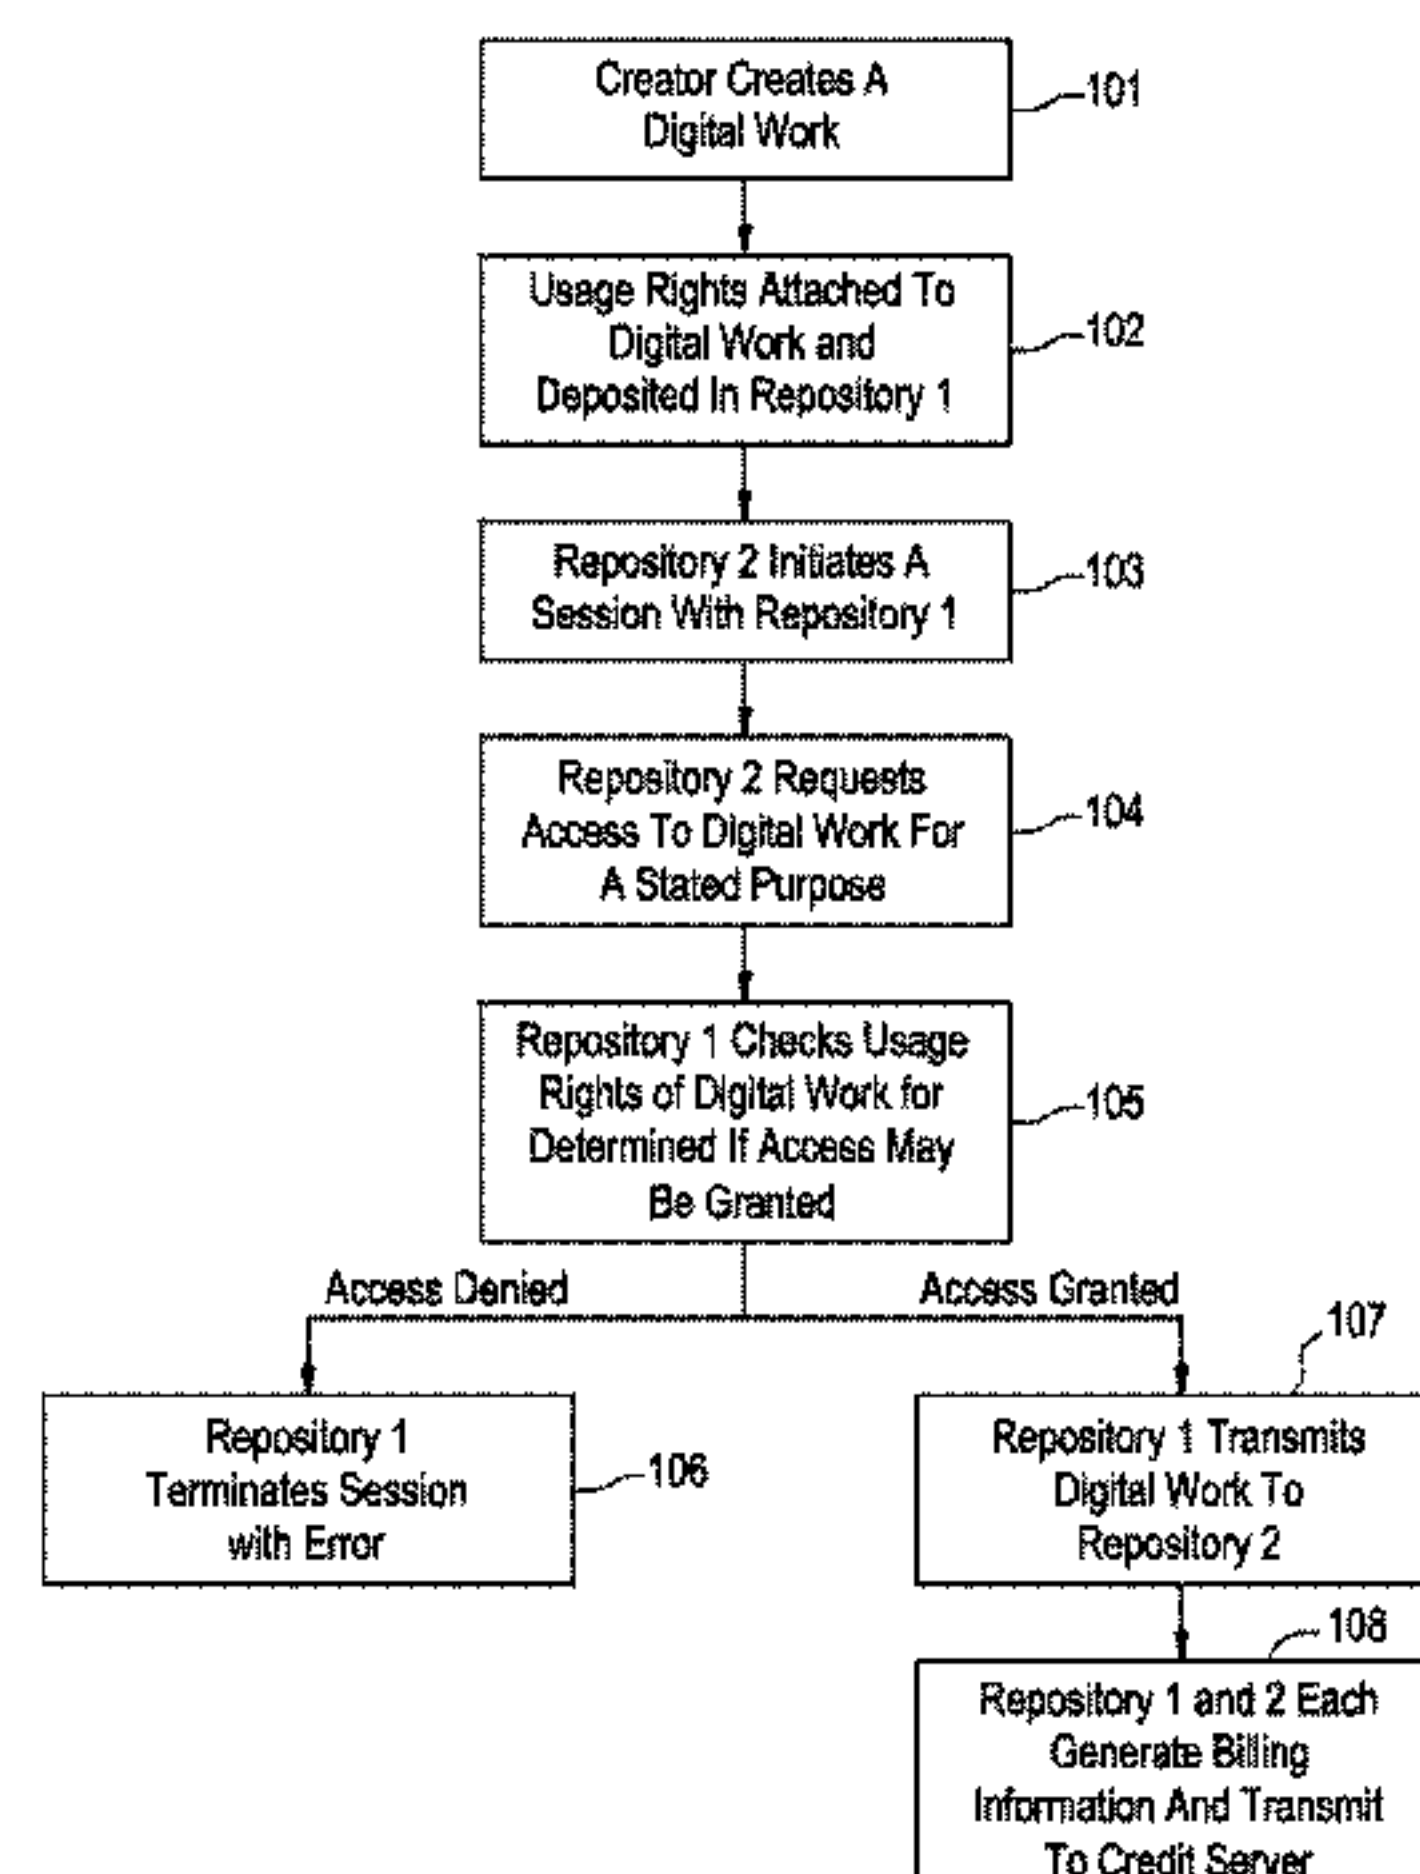 Creator Creates A
Digital Work
101
Usage Rights Attached To
Digital Work and
Deposited In Repository 1
102
Repository 2 Initiates A
Session With Repository 1
103
Repository 2 Requests
Access To Digital Work For
A Stated Purpose
104
Repository 1 Checks Usage
Rights of Digital Work for
Determined If Access May
Be Granted
105
Access Denied
Access Granted
Repository 1
Terminates Session
with Error
106
107
Repository 1 Transmits
Digital Work To
Repository 2
108
Repository 1 and 2 Each
Generate Billing
Information And Transmit
To Credit Server